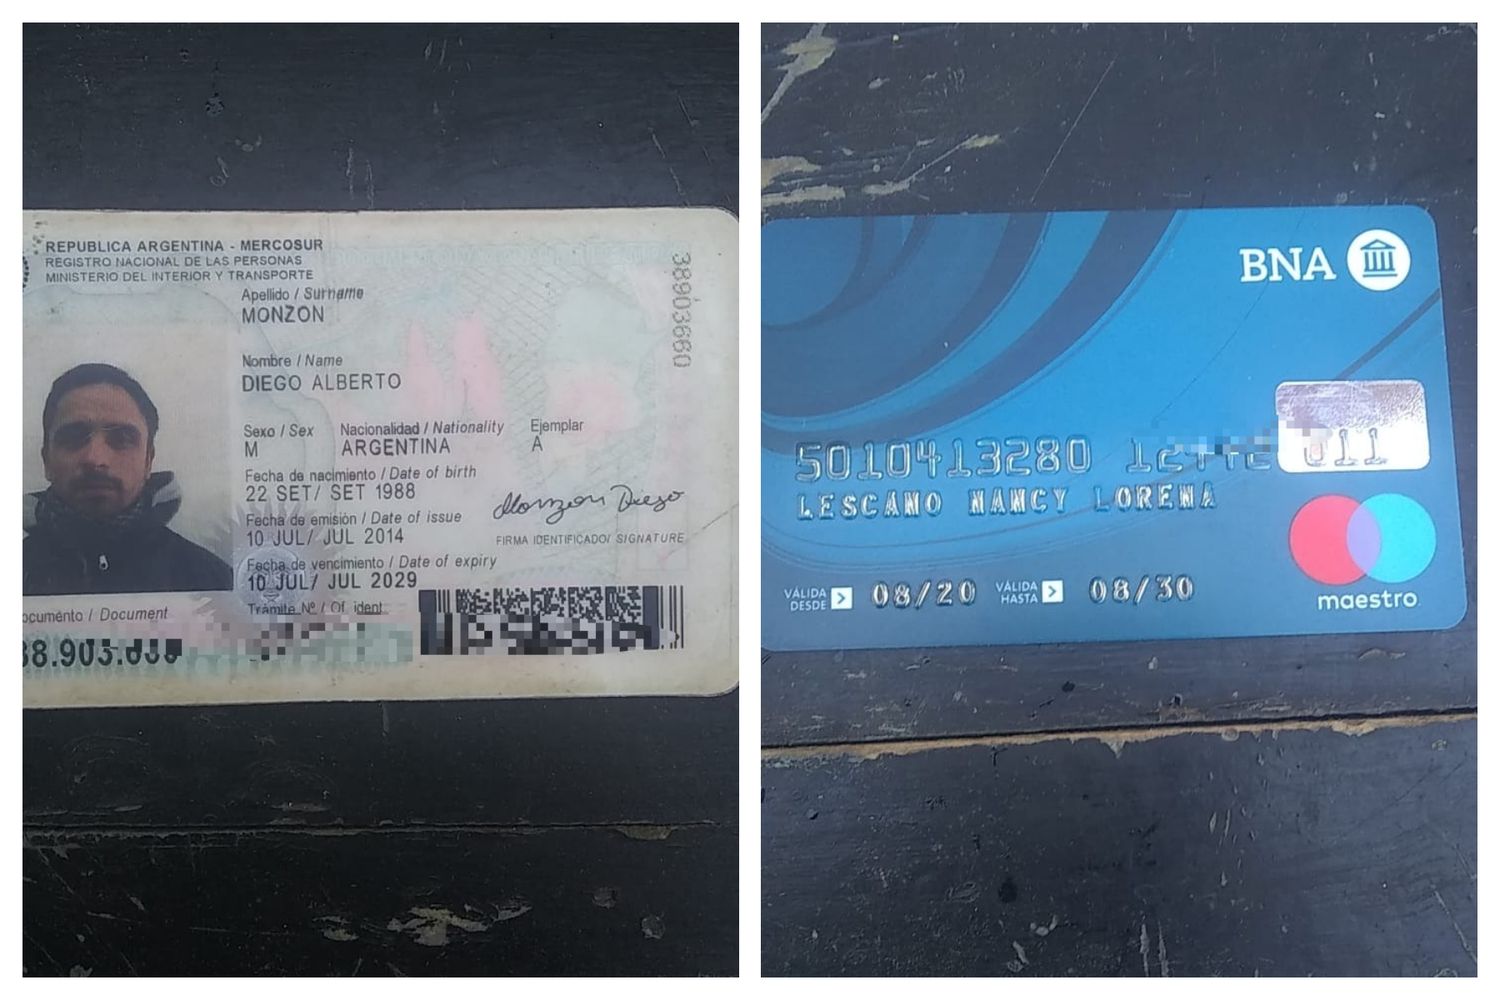 REPUBLICA ARGENTINA - MERCOSUR
REGISTRO NACIONAL DE LAS PERSONAS
MINISTERIO DEL INTERIOR Y TRANSPORTE
Apellido / Surname
MONZON
38903660
Nombre / Name
DIEGO ALBERTO
Sexo / Sex Nacionalidad / Nationality Ejemplar
M ARGENTINA A
Fecha de nacimiento / Date of birth
22 SET/ SET 1988
Monzon Diego
Fecha de emisión / Date of issue
10 JUL/ JUL 2014
FIRMA IDENTIFICADO/ SIGNATURE
Fecha de vencimiento / Date of expiry
10 JUL/ JUL 2029
Document
Trámite Nº / Of. ident.
BNA
5010413280
LESCANO NANCY LORENA
VÁLIDA DESDE 08/20 VÁLIDA HASTA 08/30
maestro